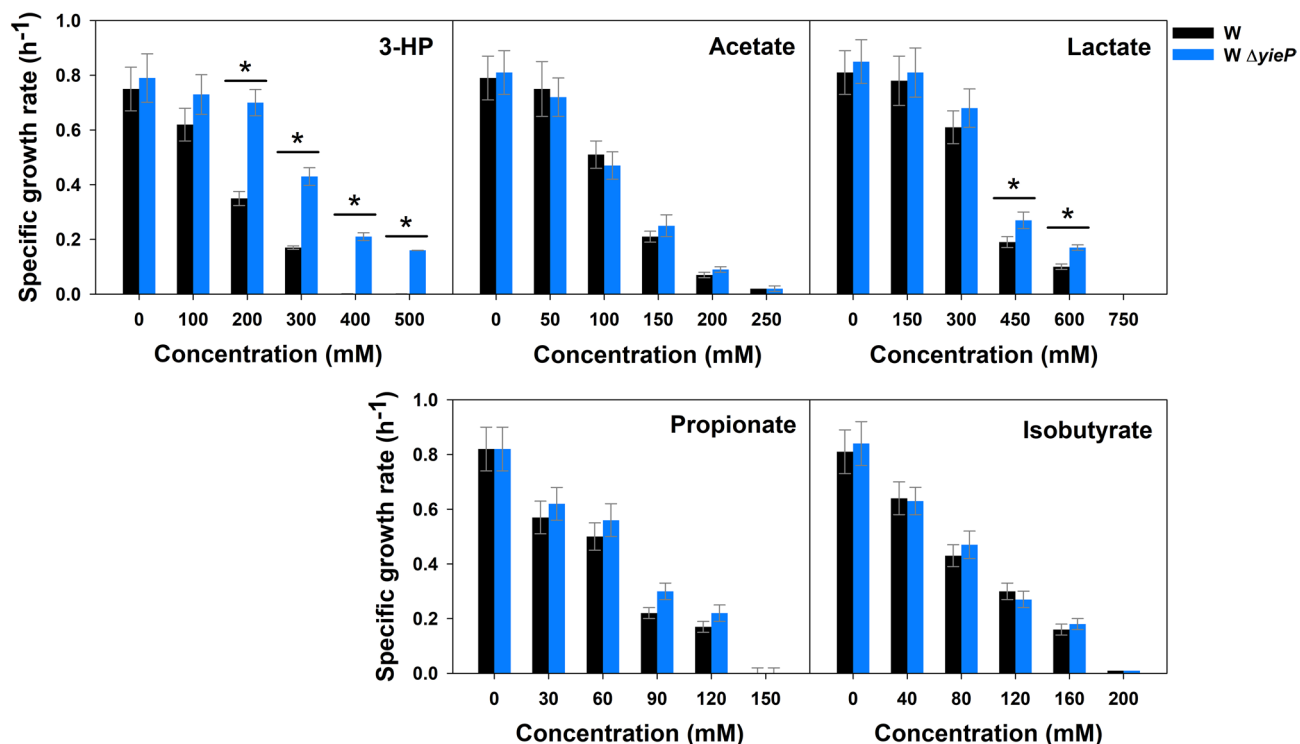 Specific growth rate (h-1)
1.0
0.8
0.6
0.4
0.2
0.0
3-HP
*
*
*
*
0 100 200 300 400 500
Concentration (mM)
Acetate
0 50 100 150 200 250
Concentration (mM)
Lactate
*
*
0 150 300 450 600 750
Concentration (mM)
W
W ΔyieP
Specific growth rate (h-1)
1.0
0.8
0.6
0.4
0.2
0.0
Propionate
0 30 60 90 120 150
Concentration (mM)
Isobutyrate
0 40 80 120 160 200
Concentration (mM)